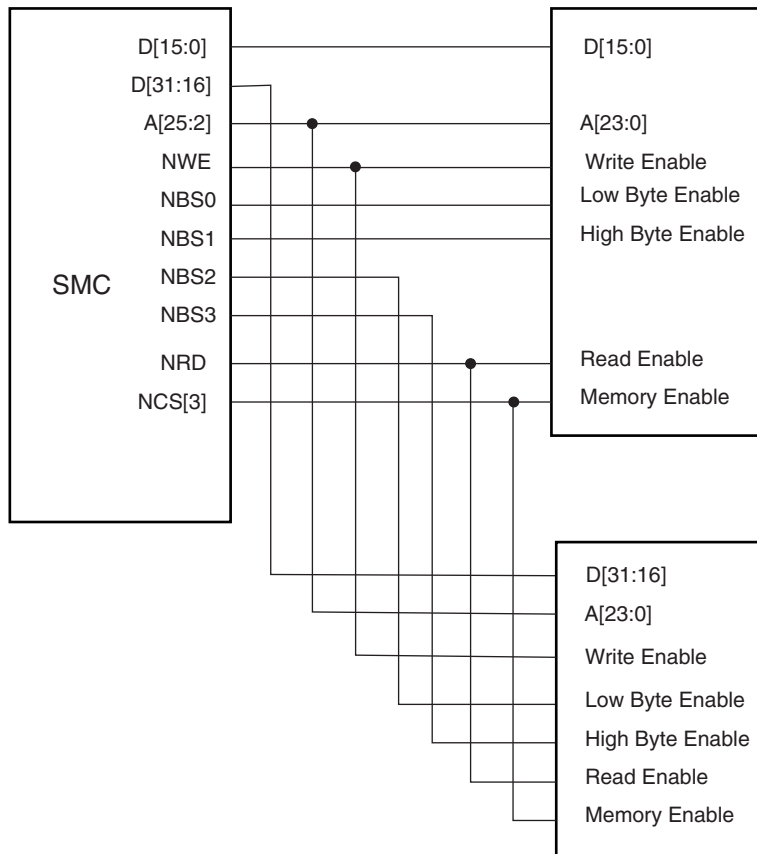 D[15:0]
D[31:16]
A[25:2]
NWE
NBS0
NBS1
NBS2
NBS3
NRD
NCS[3]
SMC
D[15:0]
A[23:0]
Write Enable
Low Byte Enable
High Byte Enable
Read Enable
Memory Enable
D[31:16]
A[23:0]
Write Enable
Low Byte Enable
High Byte Enable
Read Enable
Memory Enable